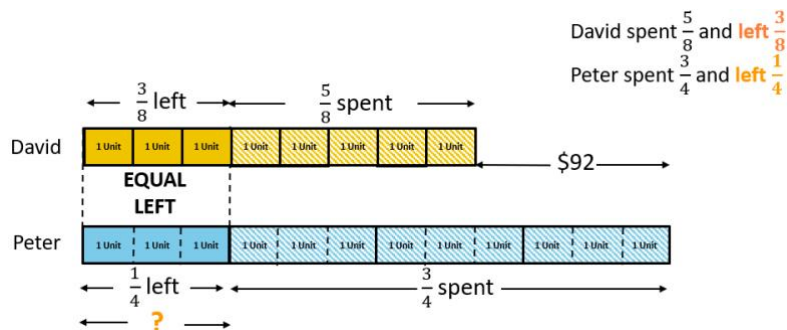 David spent 5/8 and left 3/8
Peter spent 3/4 and left 1/4
3/8 left 5/8 spent
David 1 Unit 1 Unit 1 Unit 1 Unit 1 Unit 1 Unit 1 Unit 1 Unit
$92
EQUAL
LEFT
Peter 1 Unit 1 Unit 1 Unit 1 Unit 1 Unit 1 Unit 1 Unit 1 Unit 1 Unit 1 Unit 1 Unit 1 Unit
1/4 left 3/4 spent
?